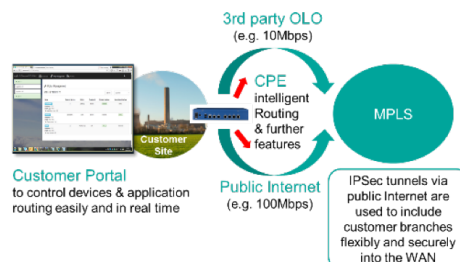 3rd party OLO
(e.g. 10Mbps)
CPE
intelligent
Routing
& further
features
MPLS
Customer
Site
Customer Portal
to control devices & application
routing easily and in real time
Public Internet
(e.g. 100Mbps)
IPSec tunnels via
public Internet are
used to include
customer branches
flexibly and securely
into the WAN